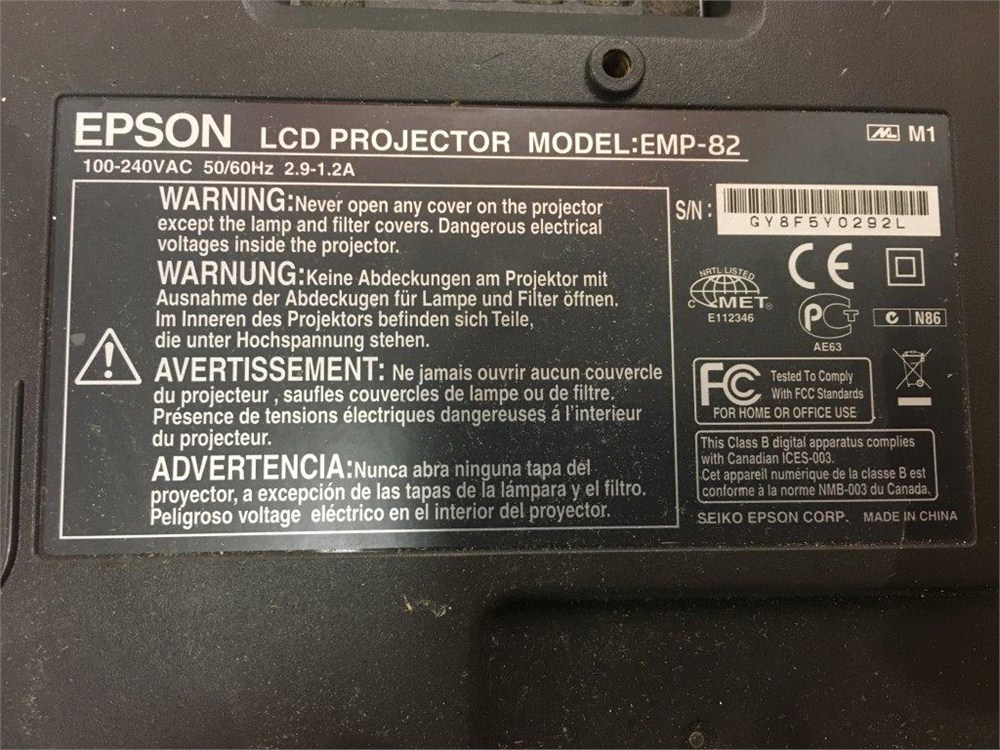 EPSON LCD PROJECTOR MODEL:EMP-82
M1
100-240VAC 50/60Hz 2.9-1.2A
WARNING:Never open any cover on the projector
except the lamp and filter covers. Dangerous electrical
voltages inside the projector.
WARNUNG:Keine Abdeckungen am Projektor mit
Ausnahme der Abdeckugen für Lampe und Filter öffnen.
Im Inneren des Projektors befinden sich Teile,
die unter Hochspannung stehen.
AVERTISSEMENT: Ne jamais ouvrir aucun couvercle
du projecteur , saufles couvercles de lampe ou de filtre.
Présence de tensions électriques dangereuses á l'interieur
du projecteur.
ADVERTENCIA:Nunca abra ninguna tapa del
proyector, a excepción de las tapas de la lámpara y el filtro.
Peligroso voltage eléctrico en el interior del proyector.
S/N :
GY8F5Y0292L
NRTL LISTED
MET
E112346
CE
PCT
AE63
N86
FC Tested To Comply
With FCC Standards
FOR HOME OR OFFICE USE
This Class B digital apparatus complies
with Canadian ICES-003.
Cet appareil numérique de la classe B est
conforme à la norme NMB-003 du Canada.
SEIKO EPSON CORP. MADE IN CHINA